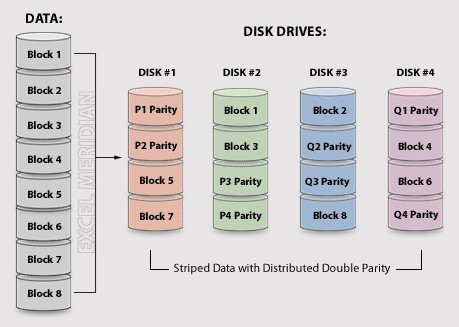 DATA:
DISK DRIVES:
Block 1
Block 2
Block 3
Block 4
Block 5
Block 6
Block 7
Block 8
EXCEL MERIDIAN
DISK #1
P1 Parity
P2 Parity
Block 5
Block 7
DISK #2
Block 1
Block 3
P3 Parity
P4 Parity
DISK #3
Block 2
Q2 Parity
Q3 Parity
Block 8
DISK #4
Q1 Parity
Block 4
Block 6
Q4 Parity
Striped Data with Distributed Double Parity